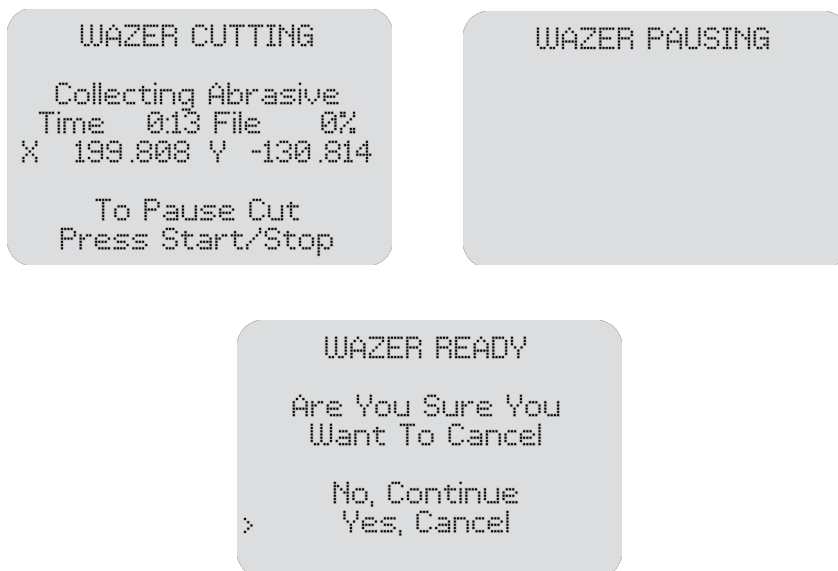 WAZER CUTTING
Collecting Abrasive
Time 0:13 File 0%
X 199.808 Y -130.814
To Pause Cut
Press Start/Stop
WAZER PAUSING
WAZER READY
Are You Sure You
Want To Cancel
No, Continue
> Yes, Cancel